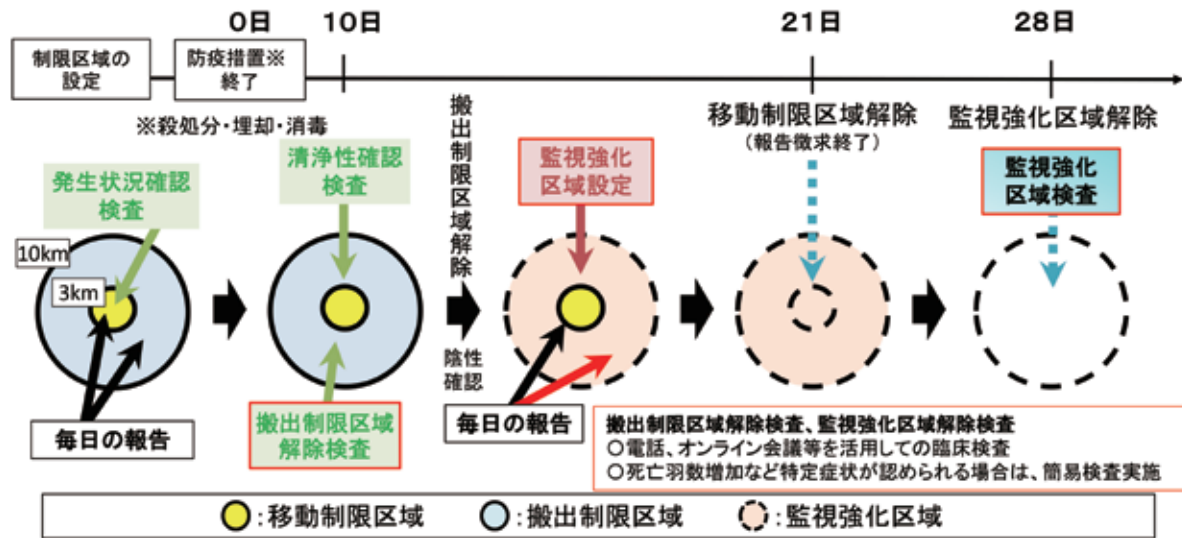 0日
10日
21日
28日
制限区域の
設定
防疫措置※
終了
※殺処分・埋却・消毒
搬出制限区域解除
移動制限区域解除
（報告徴求終了）
監視強化区域解除
発生状況確認
検査
清浄性確認
検査
監視強化
区域設定
監視強化
区域検査
10km
3km
陰性
確認
毎日の報告
搬出制限区域
解除検査
毎日の報告
搬出制限区域解除検査、監視強化区域解除検査
○電話、オンライン会議等を活用しての臨床検査
○死亡羽数増加など特定症状が認められる場合は、簡易検査実施
：移動制限区域
：搬出制限区域
：監視強化区域